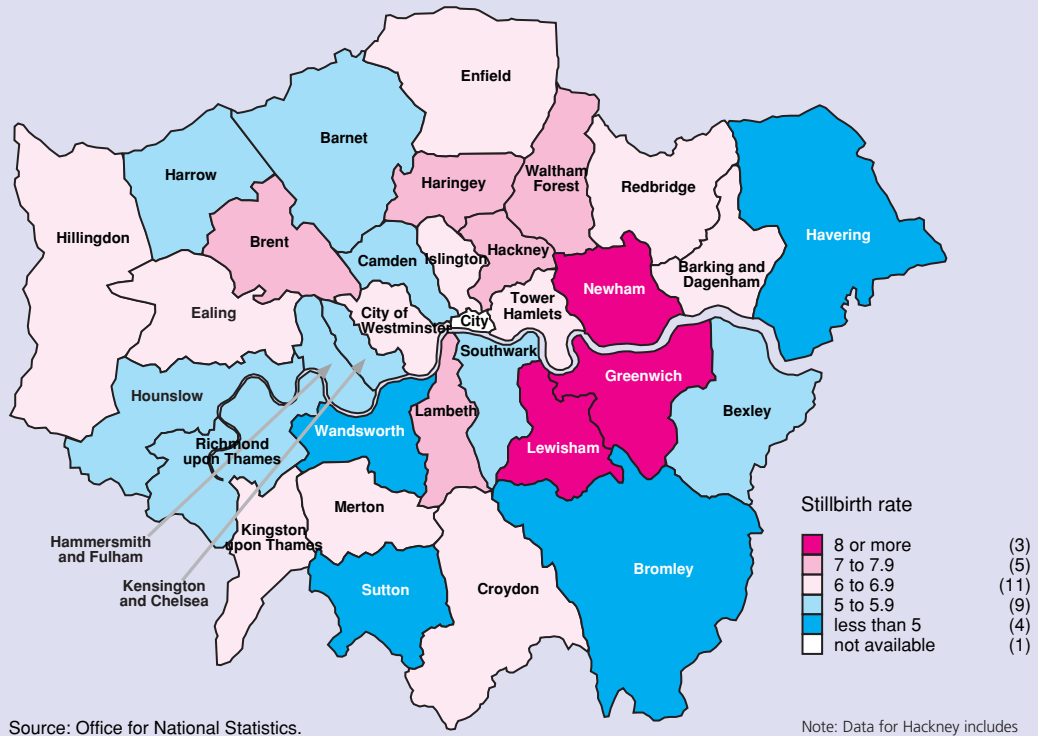 Enfield
Barnet
Harrow
Haringey
Waltham
Forest
Redbridge
Hillingdon
Brent
Havering
Camden
Islington
Hackney
Barking and
Dagenham
Newham
Ealing
City of
Westminster
City
Tower
Hamlets
Southwark
Greenwich
Hounslow
Lambeth
Bexley
Wandsworth
Richmond
upon Thames
Lewisham
Merton
Kingston
upon Thames
Hammersmith
and Fulham
Kensington
and Chelsea
Sutton
Croydon
Bromley
Stillbirth rate
8 or more (3)
7 to 7.9 (5)
6 to 6.9 (11)
5 to 5.9 (9)
less than 5 (4)
not available (1)
Source: Office for National Statistics.
Note: Data for Hackney includes